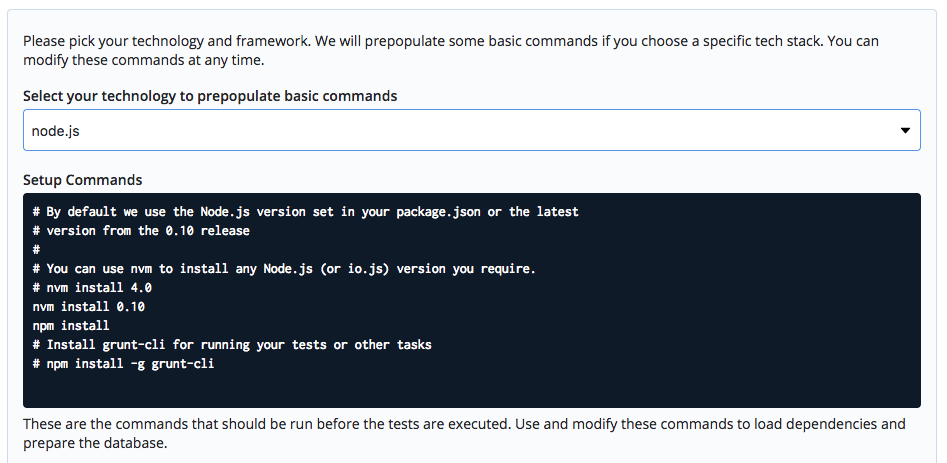 Please pick your technology and framework. We will prepopulate some basic commands if you choose a specific tech stack. You can
modify these commands at any time.
Select your technology to prepopulate basic commands
node.js
Setup Commands
# By default we use the Node.js version set in your package.json or the latest
# version from the 0.10 release
#
# You can use nvm to install any Node.js (or io.js) version you require.
# nvm install 4.0
nvm install 0.10
npm install
# Install grunt-cli for running your tests or other tasks
# npm install -g grunt-cli
These are the commands that should be run before the tests are executed. Use and modify these commands to load dependencies and
prepare the database.